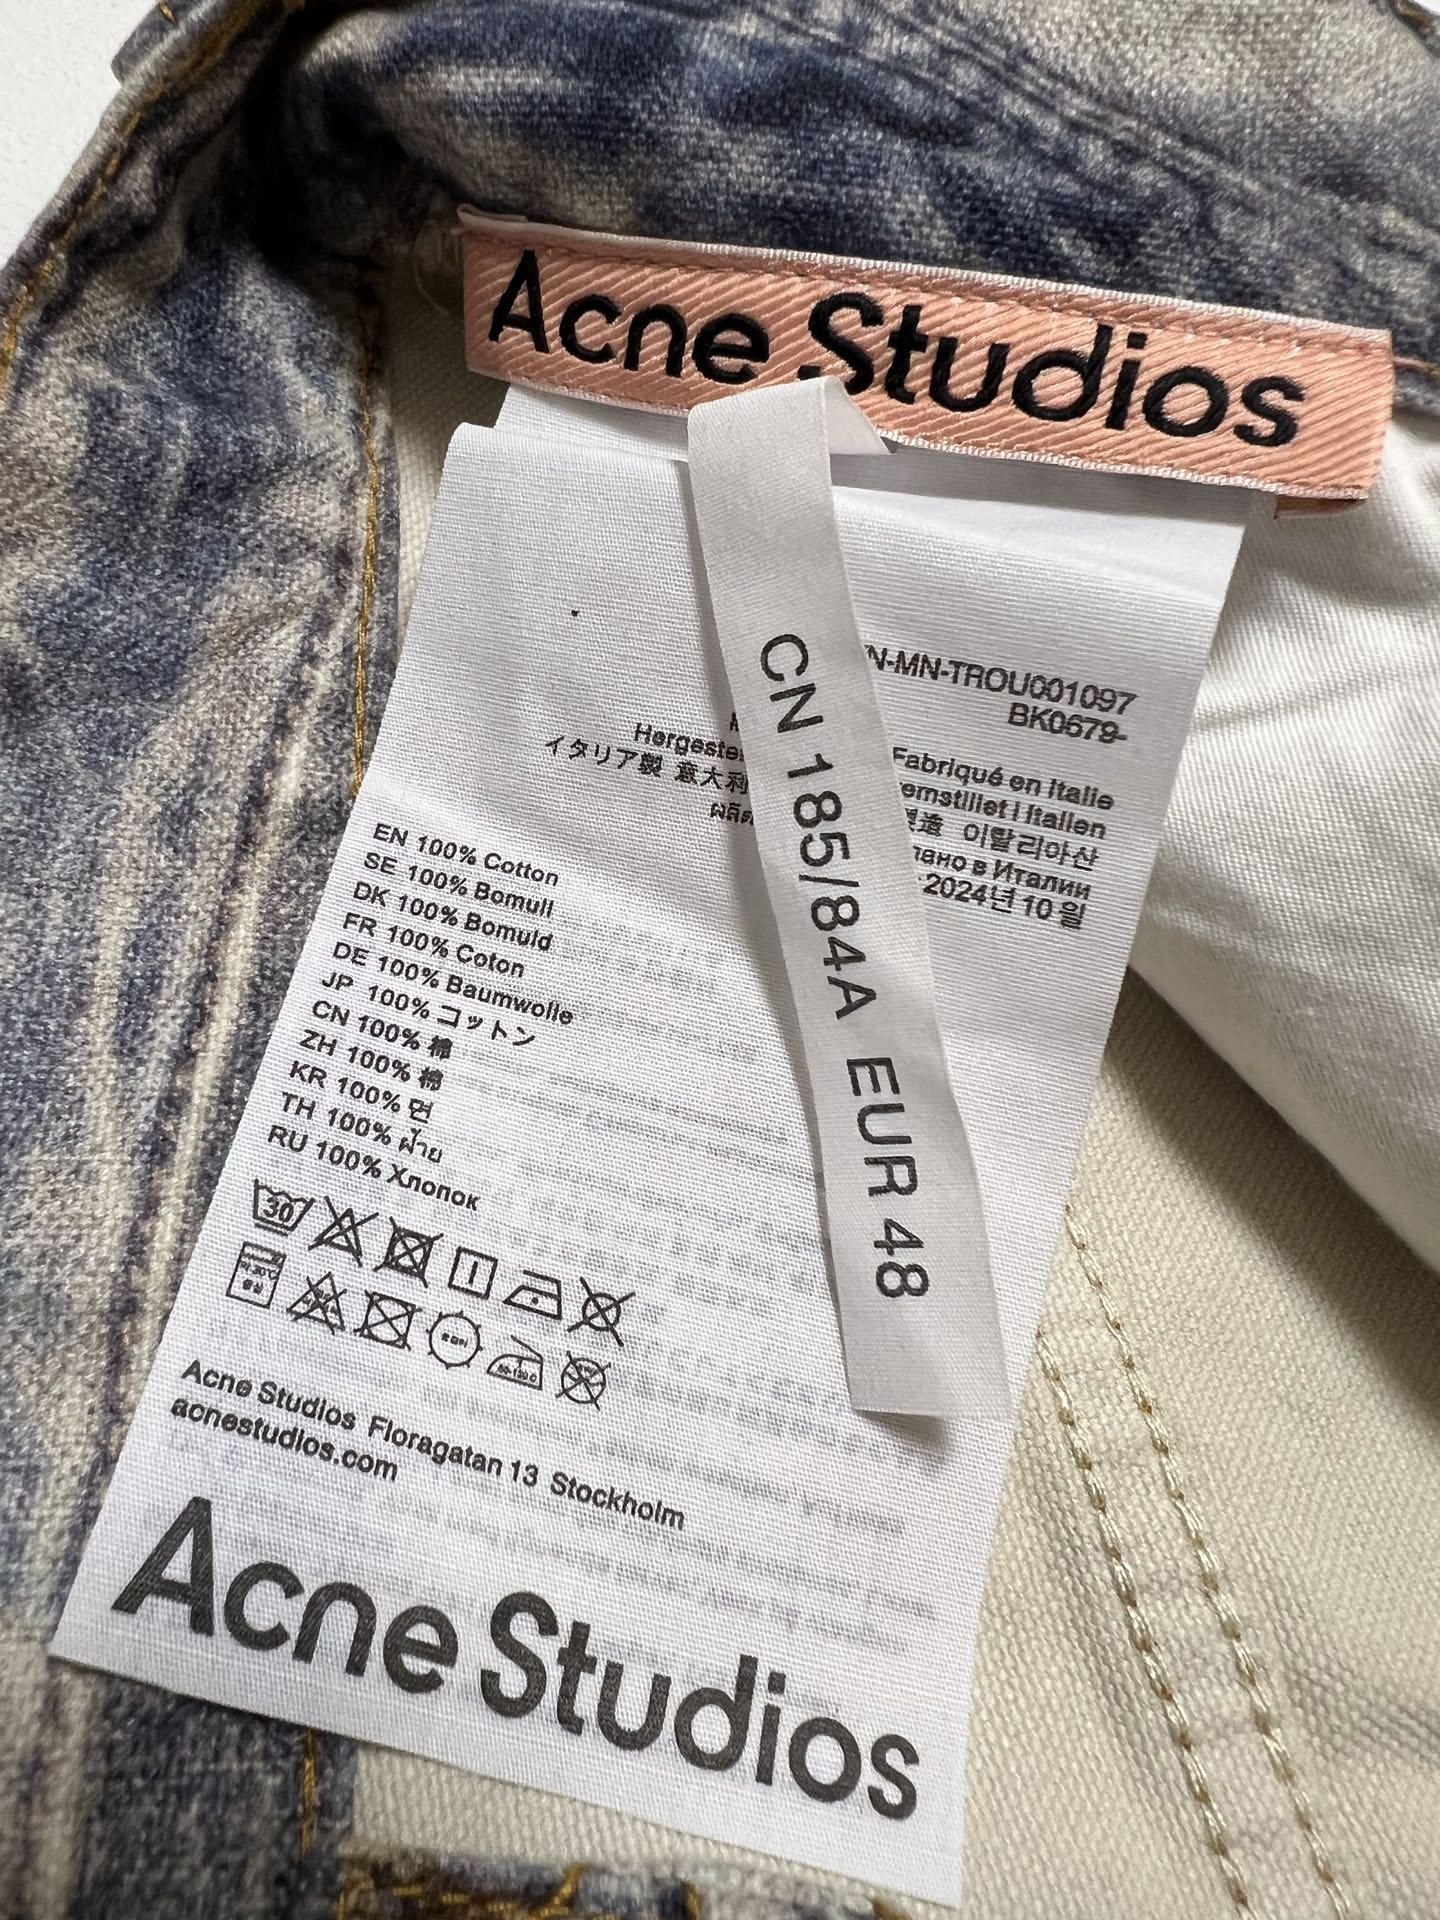 Acne Studios
CN 185/84A EUR 48
N-MN-TROU001097
BK0679-
Fabriqué en Italie
이탈리아산
в Италии
イタリア製 意大利
2024년 10월
EN 100% Cotton
SE 100% Bomull
DK 100% Bomuld
FR 100% Coton
DE 100% Baumwolle
JP 100% コットン
CN 100% 棉
ZH 100% 棉
KR 100% 면
TH 100% ฝ้าย
RU 100% Хлопок
30
Acne Studios Floragatan 13 Stockholm
acnestudios.com
Acne Studios